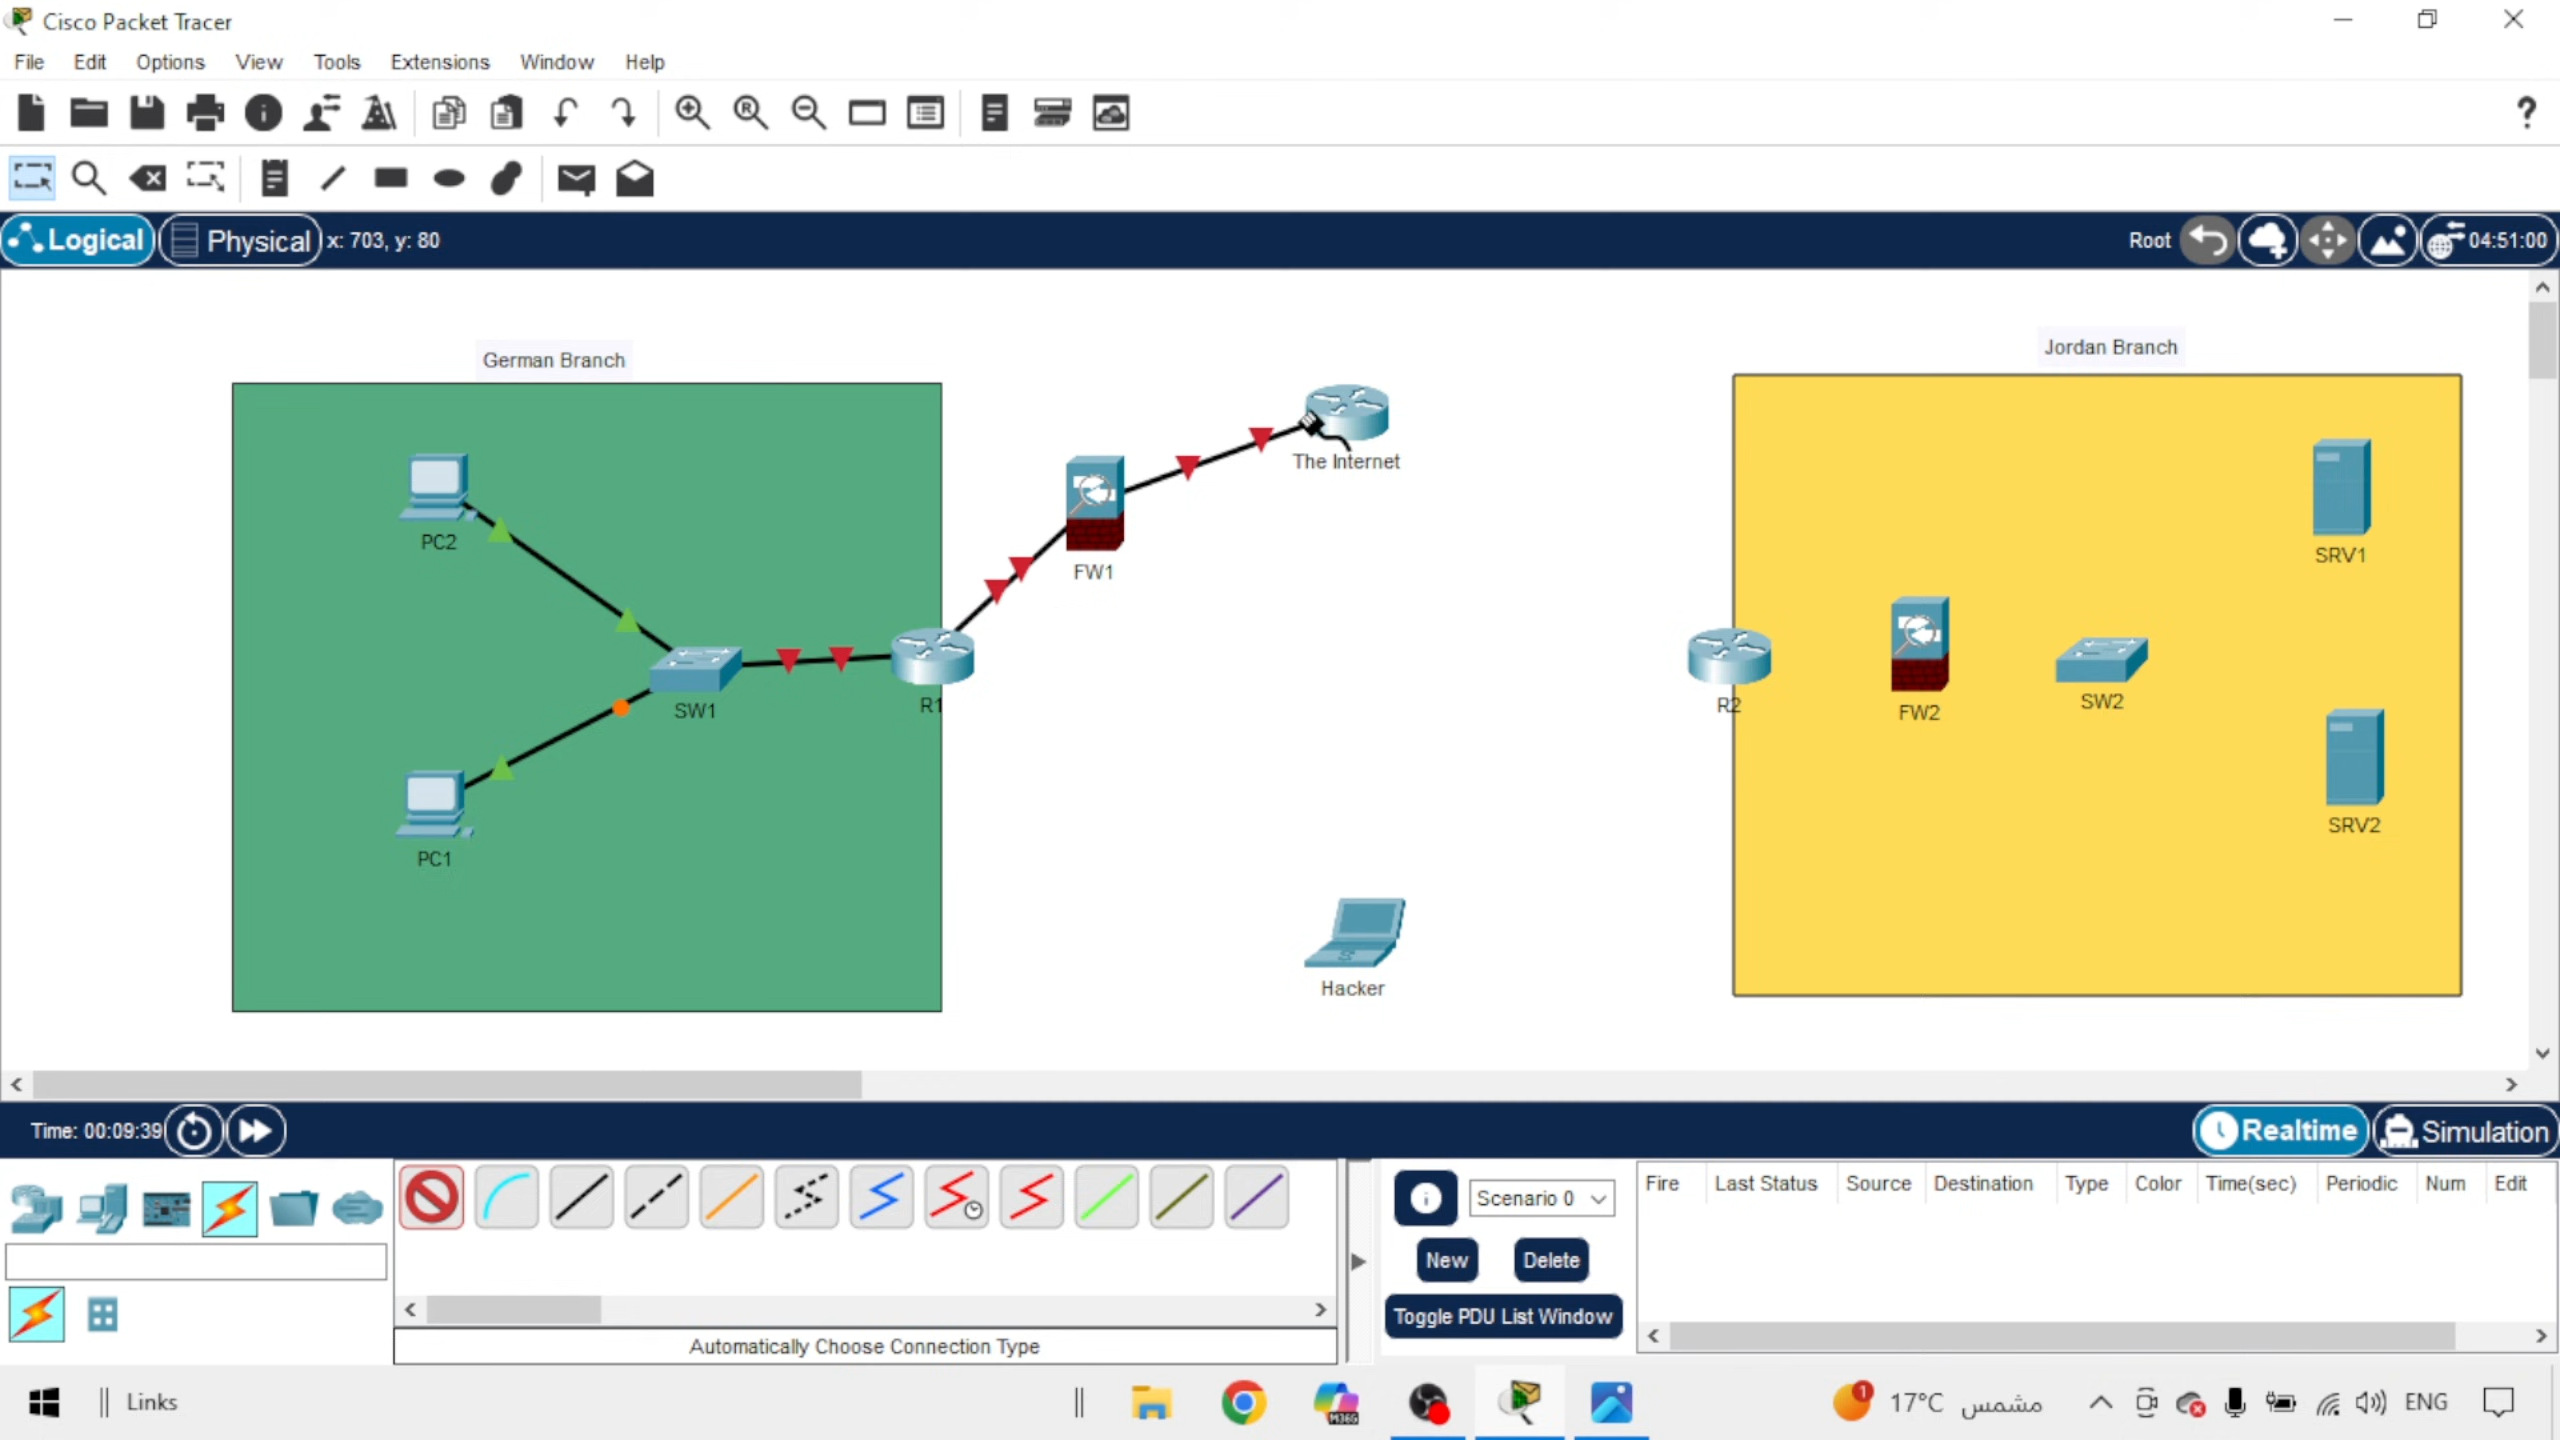 Cisco Packet Tracer
File Edit Options View Tools Extensions Window Help
Logical Physical x: 703, y: 80 Root 04:51:00
German Branch
Jordan Branch
The Internet
PC2
SRV1
FW1
R1
SW1
R2
FW2
SW2
SRV2
PC1
Hacker
Time: 00:09:39 Realtime Simulation
Scenario 0
Fire Last Status Source Destination Type Color Time(sec) Periodic Num Edit
New Delete
Toggle PDU List Window
Automatically Choose Connection Type
Links M365 1 17°C مشمس ENG